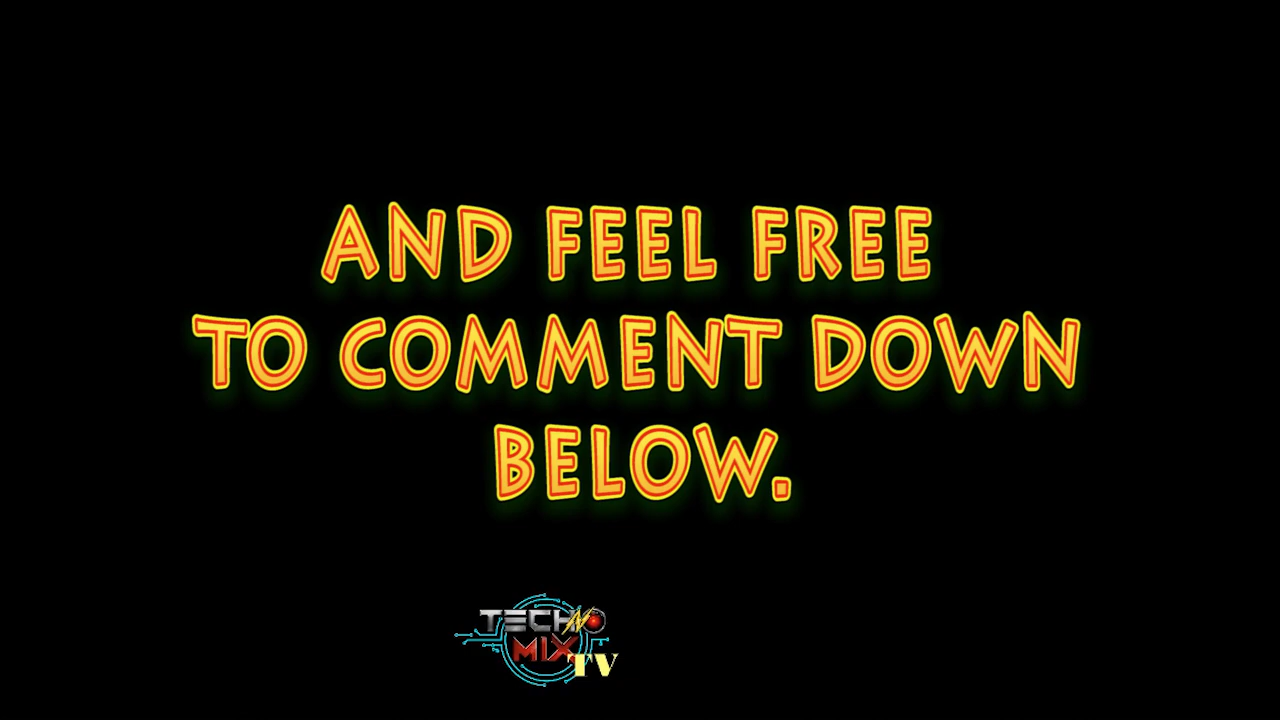 AND FEEL FREE
TO COMMENT DOWN
BELOW.
TECHNO
MIX
TV